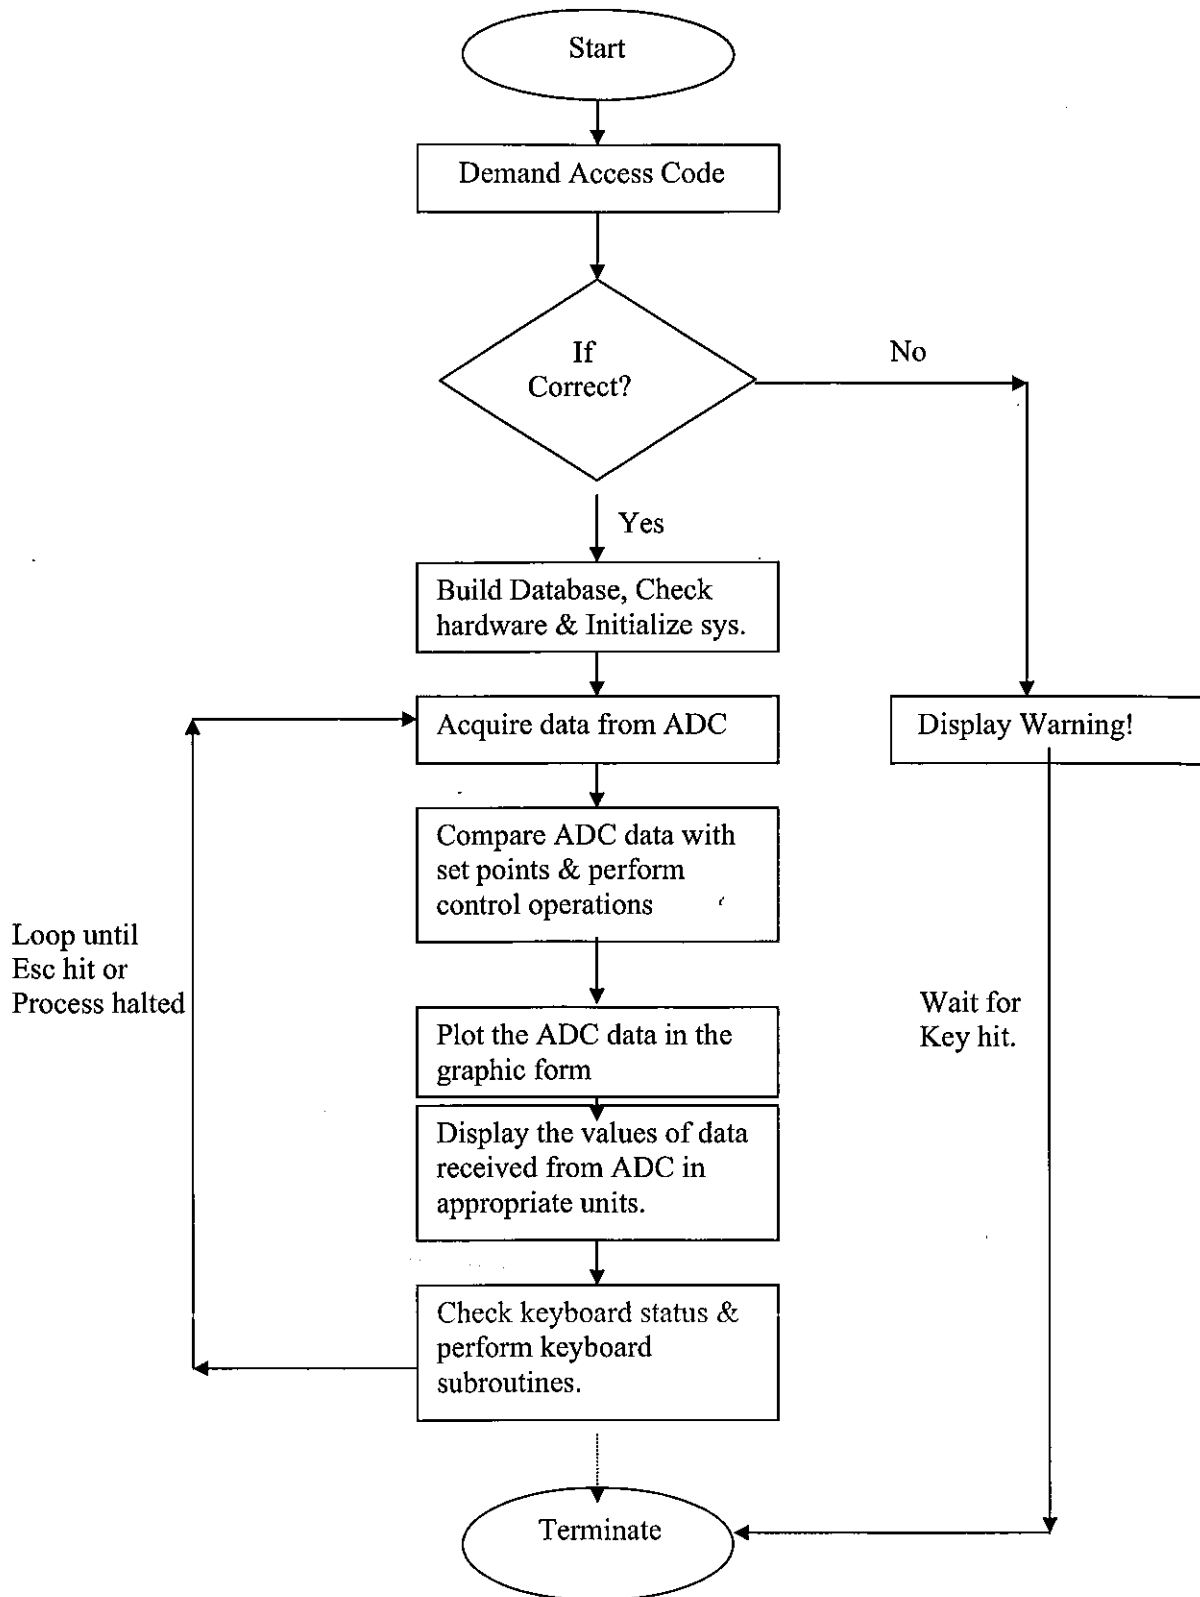 Start
Demand Access Code
If
Correct?
No
Yes
Build Database, Check
hardware & Initialize sys.
Acquire data from ADC
Display Warning!
Compare ADC data with
set points & perform
control operations
Loop until
Esc hit or
Process halted
Wait for
Key hit.
Plot the ADC data in the
graphic form
Display the values of data
received from ADC in
appropriate units.
Check keyboard status &
perform keyboard
subroutines.
Terminate